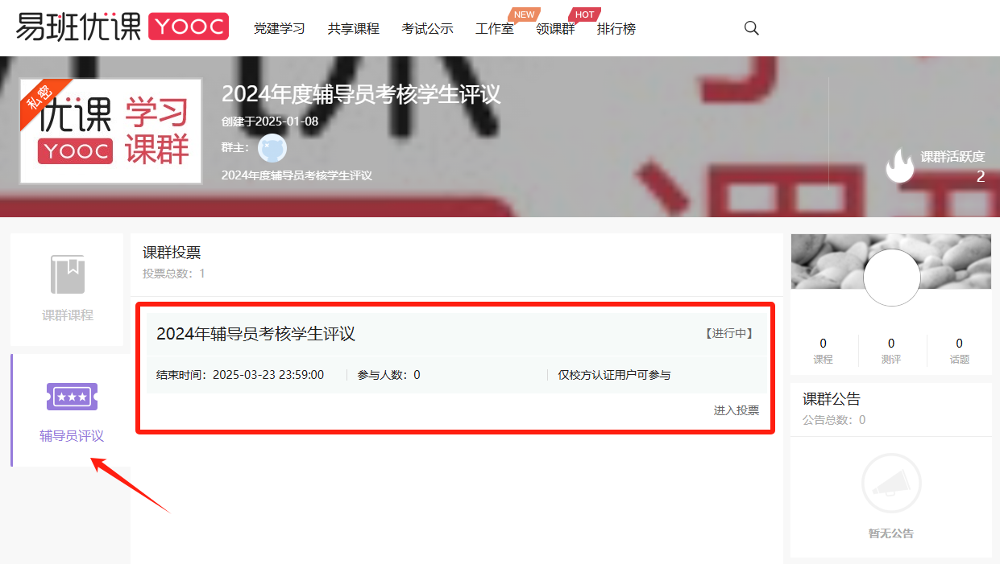 易班优课 YOOC 党建学习 共享课程 考试公示 工作室 NEW 领课群 HOT 排行榜
私密
优课 学习
YOOC 课群
2024年度辅导员考核学生评议
创建于2025-01-08
群主：
2024年度辅导员考核学生评议
课群活跃度
2
课群课程
辅导员评议
课群投票
投票总数：1
2024年辅导员考核学生评议 【进行中】
结束时间：2025-03-23 23:59:00 参与人数：0 仅校方认证用户可参与
进入投票
0 0 0
课程 测评 话题
课群公告
公告总数：0
暂无公告